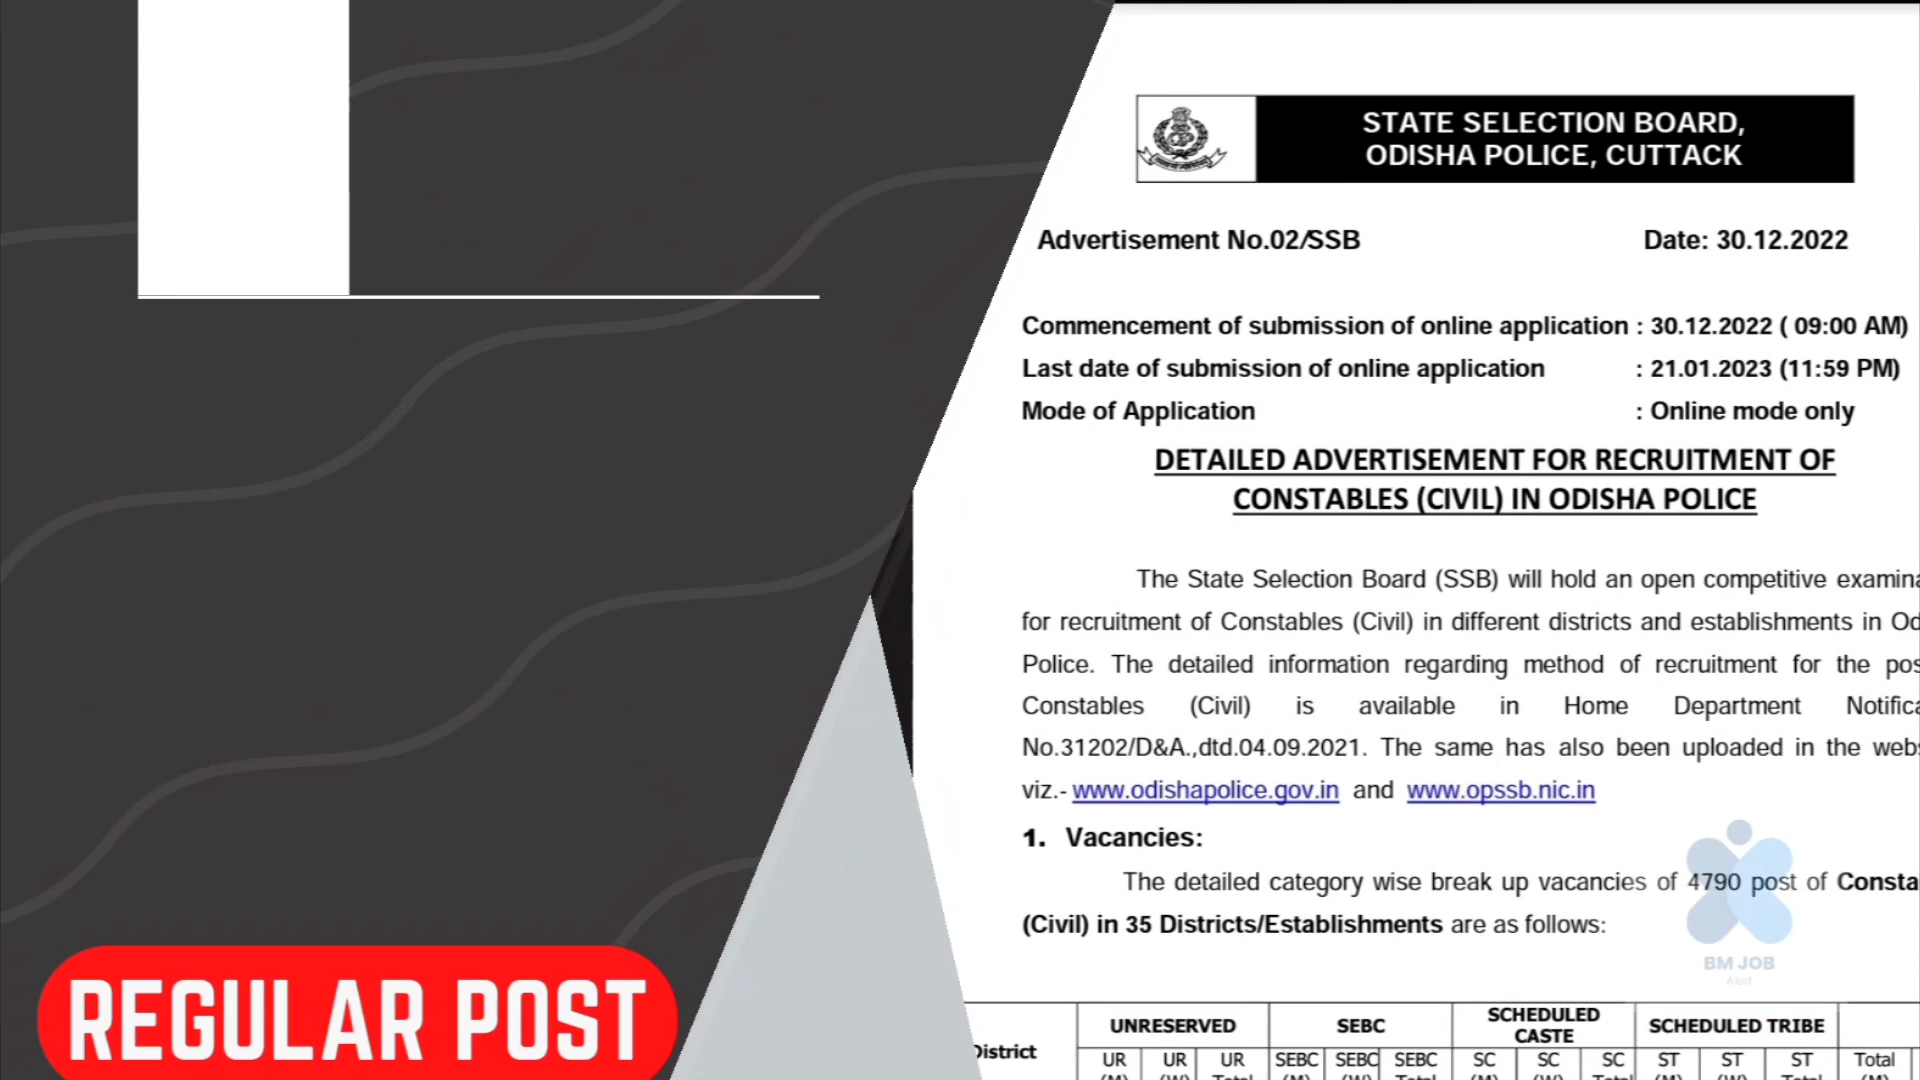 STATE SELECTION BOARD,
ODISHA POLICE, CUTTACK
Advertisement No.02/SSB Date: 30.12.2022
Commencement of submission of online application : 30.12.2022 ( 09:00 AM)
Last date of submission of online application : 21.01.2023 (11:59 PM)
Mode of Application : Online mode only
DETAILED ADVERTISEMENT FOR RECRUITMENT OF
CONSTABLES (CIVIL) IN ODISHA POLICE
The State Selection Board (SSB) will hold an open competitive
for recruitment of Constables (Civil) in different districts and establishments in
Police. The detailed information regarding method of recruitment for the
Constables (Civil) is available in Home Department
No.31202/D&A.,dtd.04.09.2021. The same has also been uploaded in the
viz.- www.odishapolice.gov.in and www.opssb.nic.in
1. Vacancies:
The detailed category wise break up vacancies of 4790 post of
(Civil) in 35 Districts/Establishments are as follows:
BM JOB
Alert
UNRESERVED SEBC SCHEDULED CASTE SCHEDULED TRIBE
District UR UR UR SEBC SEBC SEBC SC SC SC ST ST ST Total
REGULAR POST